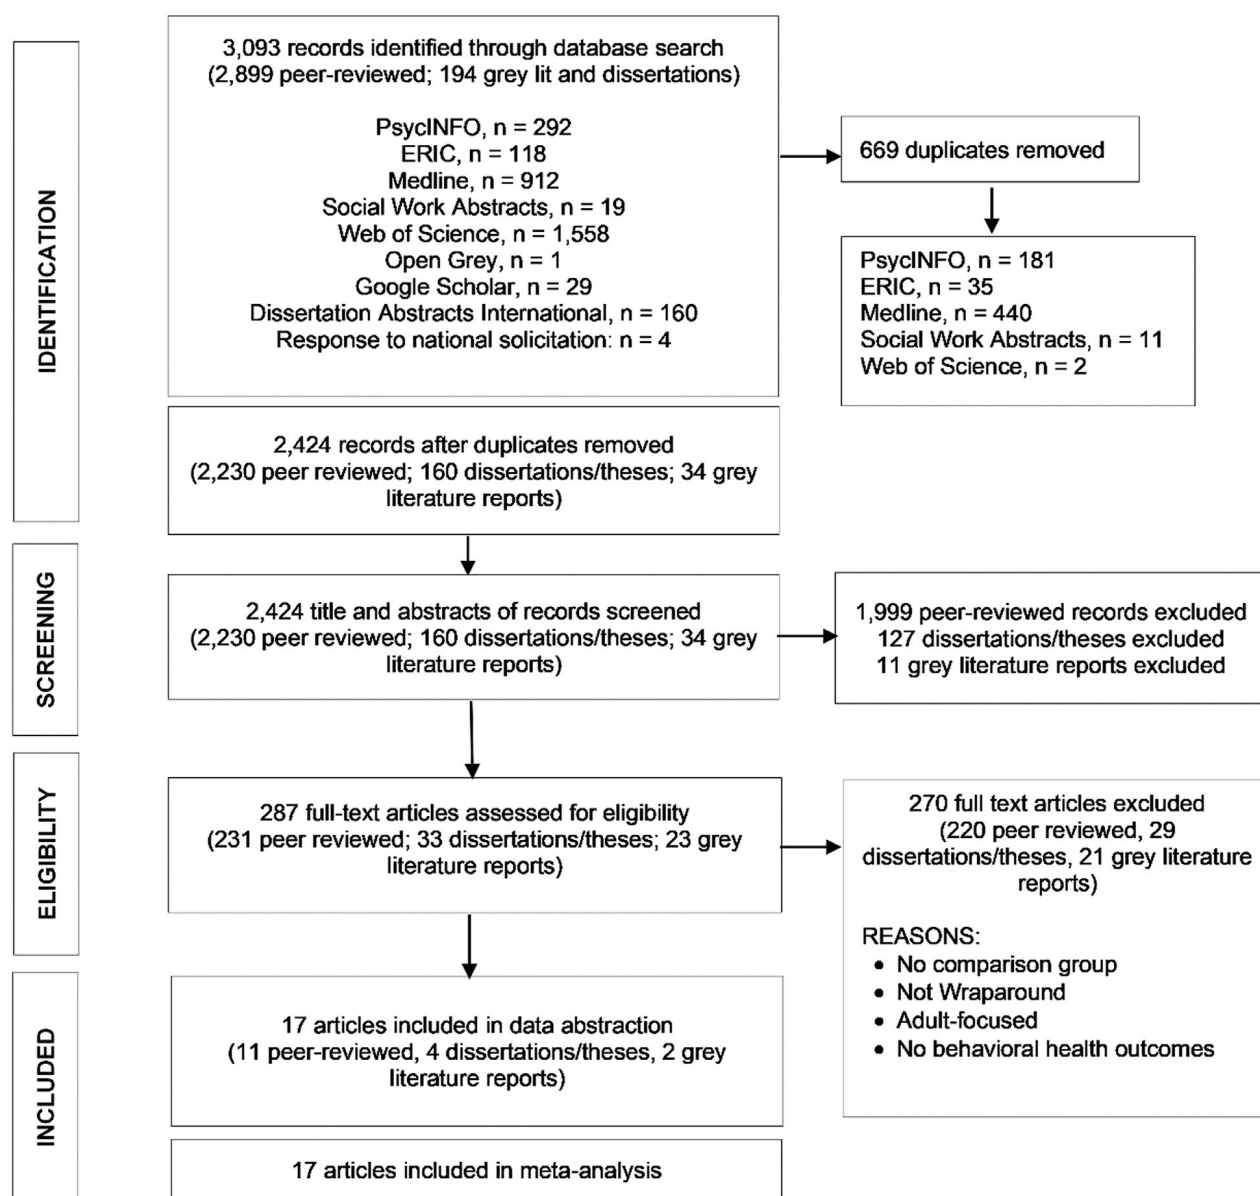 IDENTIFICATION
3,093 records identified through database search
(2,899 peer-reviewed; 194 grey lit and dissertations)
PsycINFO, n = 292
ERIC, n = 118
Medline, n = 912
Social Work Abstracts, n = 19
Web of Science, n = 1,558
Open Grey, n = 1
Google Scholar, n = 29
Dissertation Abstracts International, n = 160
Response to national solicitation: n = 4
669 duplicates removed
PsycINFO, n = 181
ERIC, n = 35
Medline, n = 440
Social Work Abstracts, n = 11
Web of Science, n = 2
2,424 records after duplicates removed
(2,230 peer reviewed; 160 dissertations/theses; 34 grey
literature reports)
SCREENING
2,424 title and abstracts of records screened
(2,230 peer reviewed; 160 dissertations/theses; 34 grey
literature reports)
1,999 peer-reviewed records excluded
127 dissertations/theses excluded
11 grey literature reports excluded
ELIGIBILITY
287 full-text articles assessed for eligibility
(231 peer reviewed; 33 dissertations/theses; 23 grey
literature reports)
270 full text articles excluded
(220 peer reviewed, 29
dissertations/theses, 21 grey literature
reports)
REASONS:
• No comparison group
• Not Wraparound
• Adult-focused
• No behavioral health outcomes
INCLUDED
17 articles included in data abstraction
(11 peer-reviewed, 4 dissertations/theses, 2 grey
literature reports)
17 articles included in meta-analysis